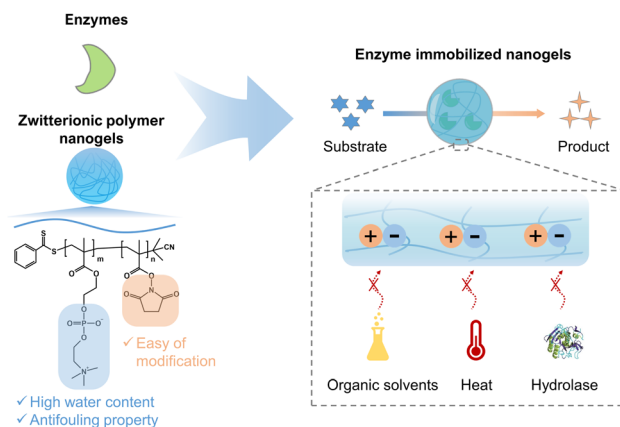 Enzymes
Zwitterionic polymer
nanogels
S
S
m
n
CN
O
O
O
O
O
N
O
O
O
O P O⁻
O
N⁺
✓ Easy of
modification
✓ High water content
✓ Antifouling property
Enzyme immobilized nanogels
Substrate
Product
+ - + - + -
Organic solvents Heat Hydrolase